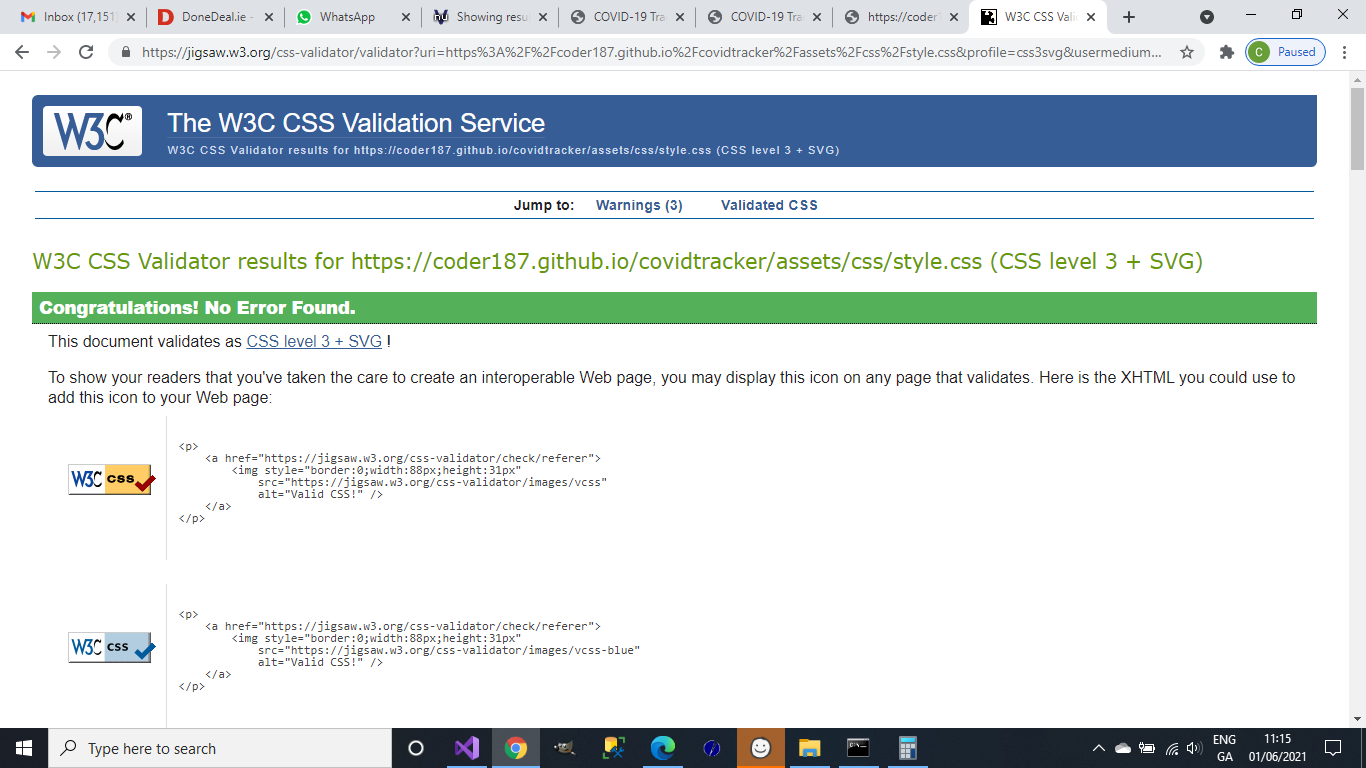 Inbox (17,151)
DoneDeal.ie -
WhatsApp
Showing resu
COVID-19 Tra
COVID-19 Tra
https://coder1
W3C CSS Vali
https://jigsaw.w3.org/css-validator/validator?uri=https%3A%2F%2Fcoder187.github.io%2Fcovidtracker%2Fassets%2Fcss%2Fstyle.css&profile=css3svg&usermedium...
C Paused
W3C®
The W3C CSS Validation Service
W3C CSS Validator results for https://coder187.github.io/covidtracker/assets/css/style.css (CSS level 3 + SVG)
Jump to: Warnings (3) Validated CSS
W3C CSS Validator results for https://coder187.github.io/covidtracker/assets/css/style.css (CSS level 3 + SVG)
Congratulations! No Error Found.
This document validates as CSS level 3 + SVG !
To show your readers that you've taken the care to create an interoperable Web page, you may display this icon on any page that validates. Here is the XHTML you could use to
add this icon to your Web page:
W3C css
<p>
<a href="https://jigsaw.w3.org/css-validator/check/referer">
<img style="border:0;width:88px;height:31px"
src="https://jigsaw.w3.org/css-validator/images/vcss"
alt="Valid CSS!" />
</a>
</p>
W3C css
<p>
<a href="https://jigsaw.w3.org/css-validator/check/referer">
<img style="border:0;width:88px;height:31px"
src="https://jigsaw.w3.org/css-validator/images/vcss-blue"
alt="Valid CSS!" />
</a>
</p>
Type here to search
ENG
GA
11:15
01/06/2021